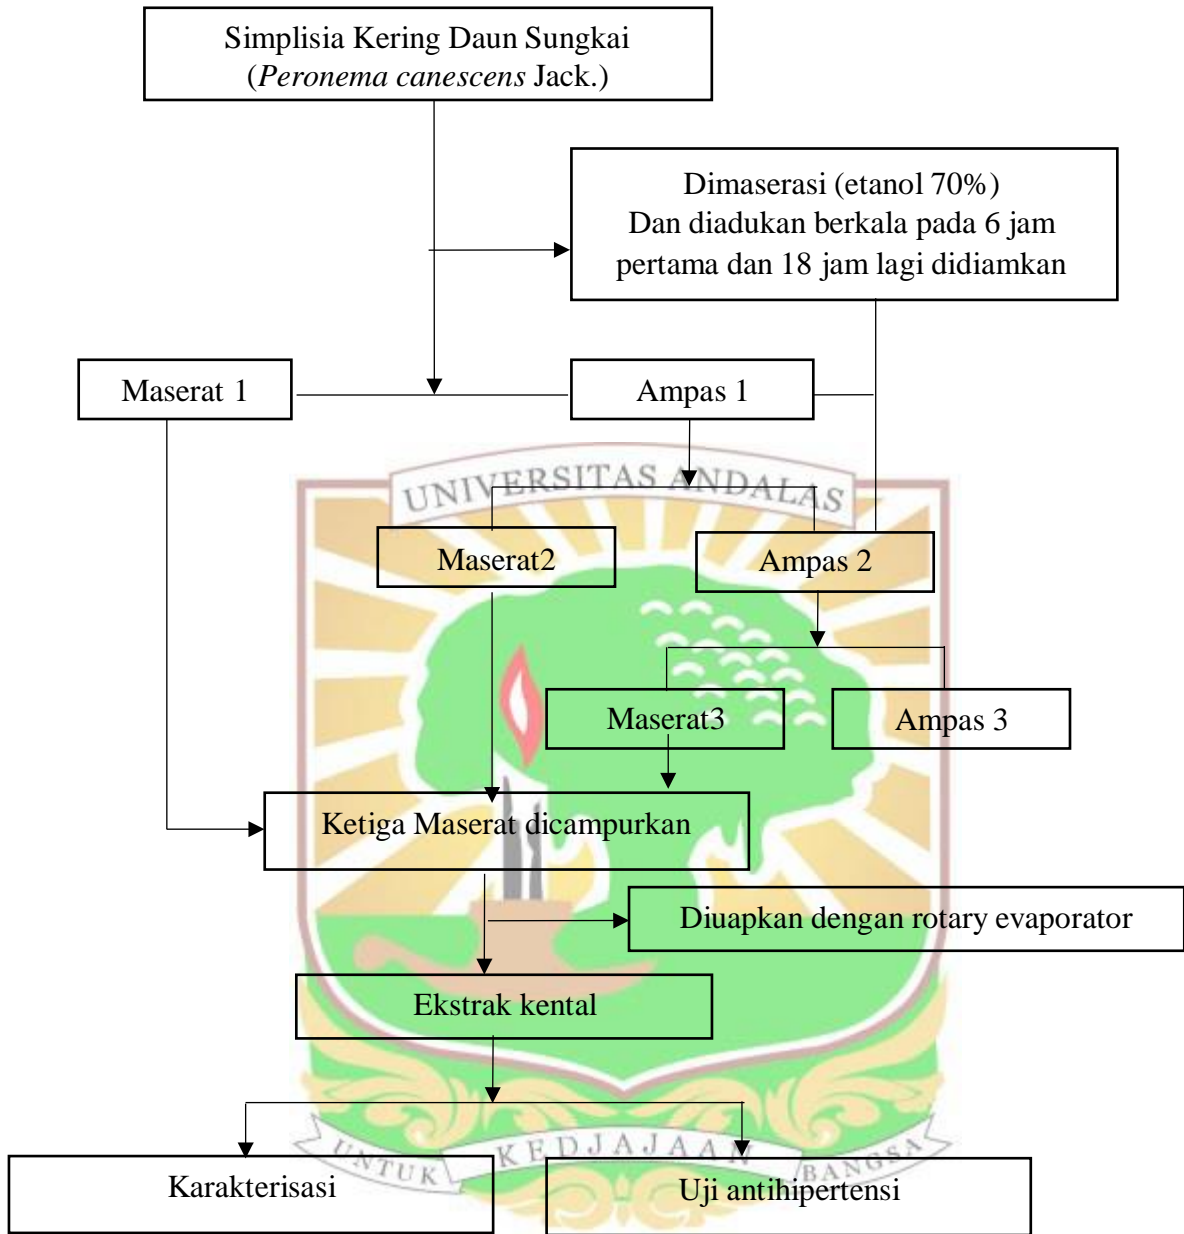 Simplisia Kering Daun Sungkai
(Peronema canescens Jack.)
Dimaserasi (etanol 70%)
Dan diadukan berkala pada 6 jam
pertama dan 18 jam lagi didiamkan
Maserat 1
Ampas 1
UNIVERSITAS ANDALAS
Maserat2
Ampas 2
Maserat3
Ampas 3
Ketiga Maserat dicampurkan
Diuapkan dengan rotary evaporator
Ekstrak kental
UNTUK KEDJAJAAN BANGSA
Karakterisasi
Uji antihipertensi